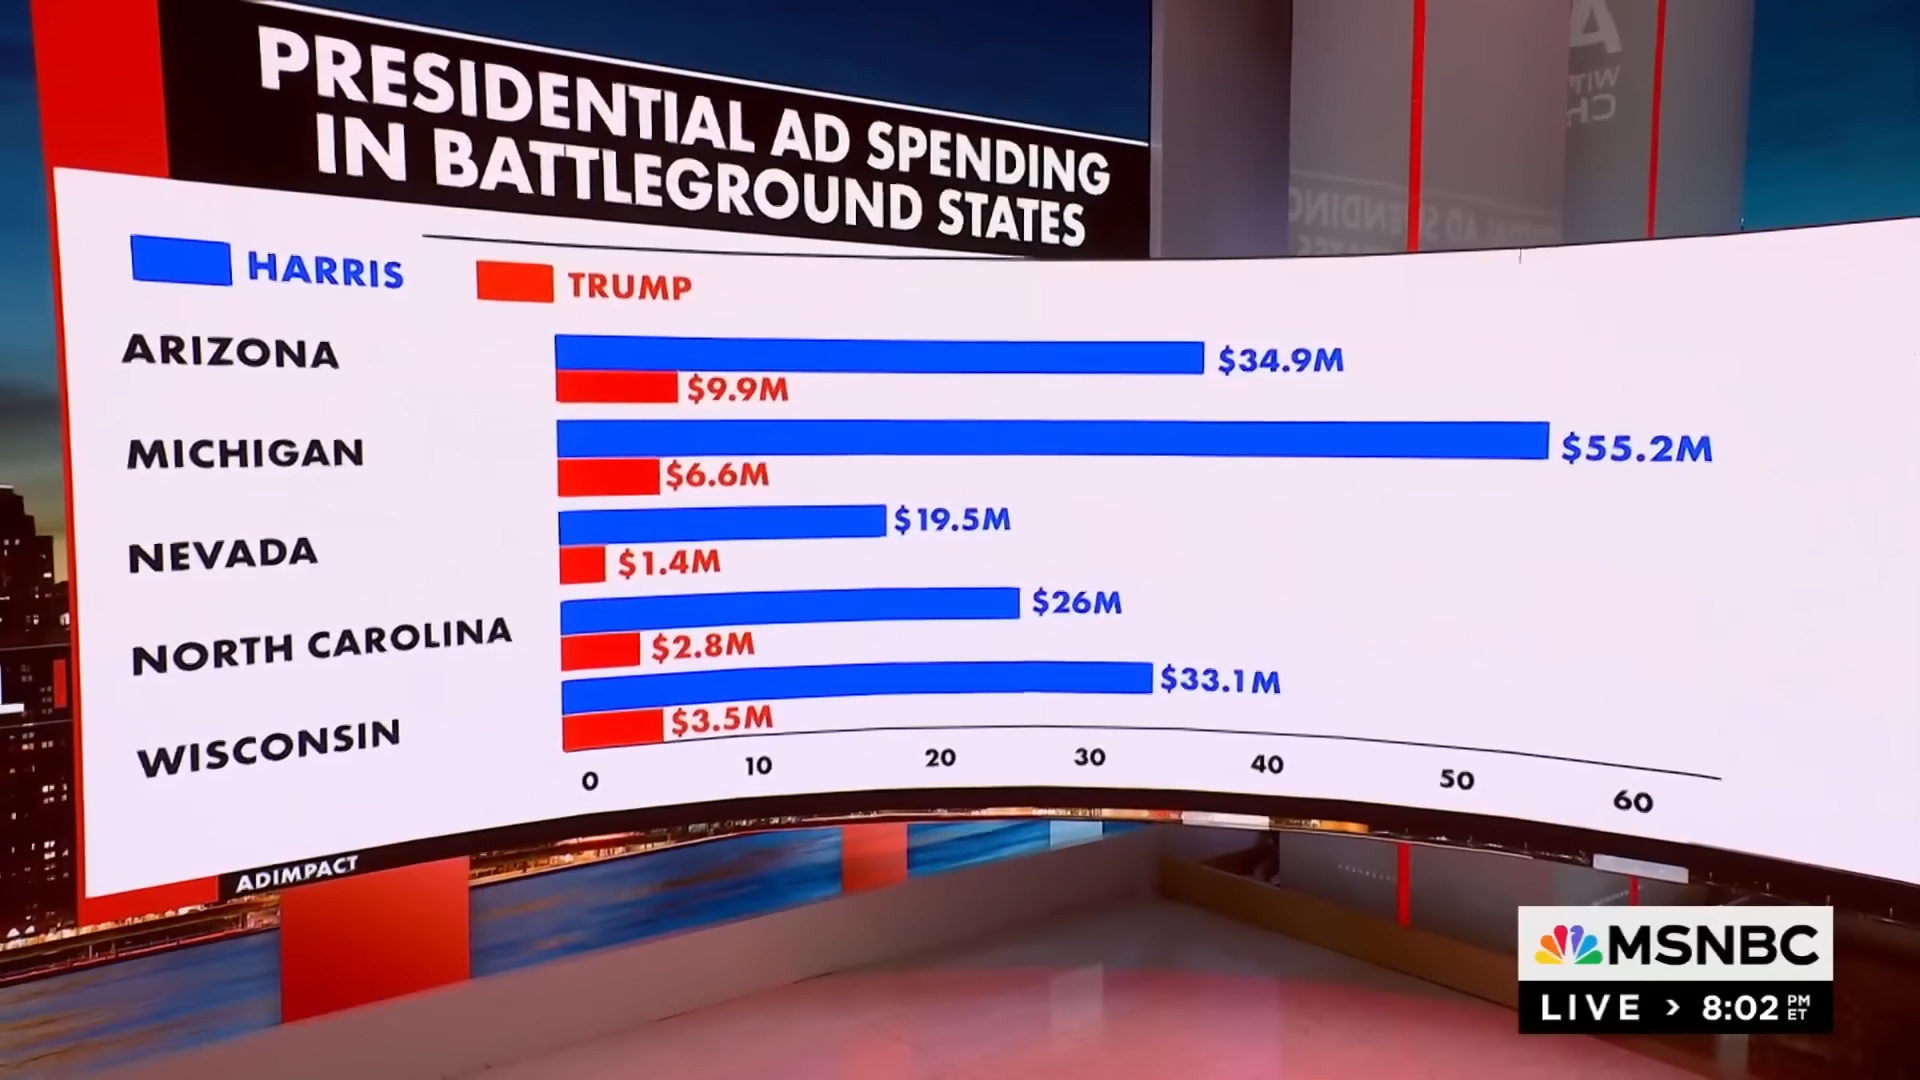 PRESIDENTIAL AD SPENDING
IN BATTLEGROUND STATES
HARRIS
TRUMP
ARIZONA
$34.9M
$9.9M
MICHIGAN
$55.2M
$6.6M
NEVADA
$19.5M
$1.4M
NORTH CAROLINA
$26M
$2.8M
WISCONSIN
$33.1M
$3.5M
0 10 20 30 40 50 60
ADIMPACT
MSNBC
LIVE > 8:02 PM ET